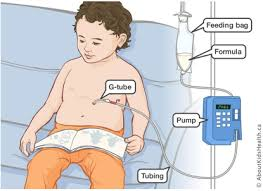 Feeding bag
Formula
G-tube
Pump
Tubing
© AboutKidsHealth.ca